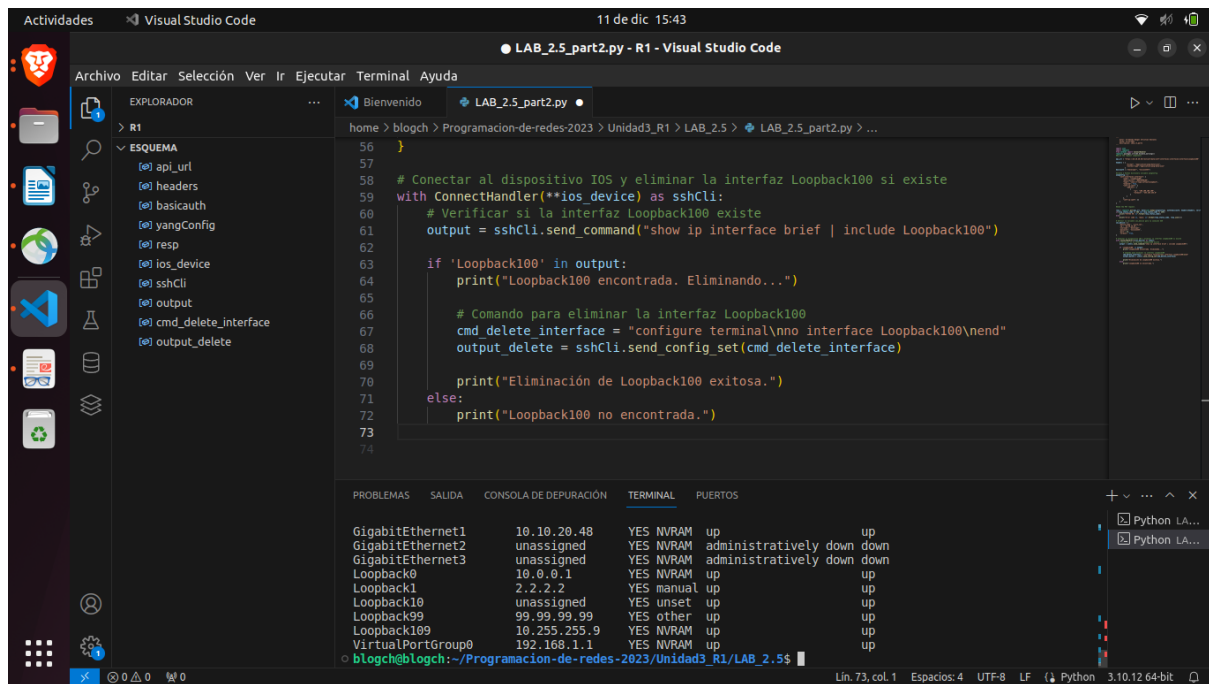 Actividades
Visual Studio Code
11 de dic 15:43
● LAB_2.5_part2.py - R1 - Visual Studio Code
Archivo Editar Selección Ver Ir Ejecutar Terminal Ayuda
EXPLORADOR
R1
ESQUEMA
api_url
headers
basicauth
yangConfig
resp
ios_device
sshCli
output
cmd_delete_interface
output_delete
Bienvenido
LAB_2.5_part2.py ●
home > blogch > Programacion-de-redes-2023 > Unidad3_R1 > LAB_2.5 > LAB_2.5_part2.py > ...
56 }
57
58 # Conectar al dispositivo IOS y eliminar la interfaz Loopback100 si existe
59 with ConnectHandler(**ios_device) as sshCli:
60     # Verificar si la interfaz Loopback100 existe
61     output = sshCli.send_command("show ip interface brief | include Loopback100")
62
63     if 'Loopback100' in output:
64         print("Loopback100 encontrada. Eliminando...")
65
66         # Comando para eliminar la interfaz Loopback100
67         cmd_delete_interface = "configure terminal\nno interface Loopback100\nend"
68         output_delete = sshCli.send_config_set(cmd_delete_interface)
69
70         print("Eliminación de Loopback100 exitosa.")
71     else:
72         print("Loopback100 no encontrada.")
73
74
PROBLEMAS SALIDA CONSOLA DE DEPURACIÓN TERMINAL PUERTOS
GigabitEthernet1 10.10.20.48 YES NVRAM up up
GigabitEthernet2 unassigned YES NVRAM administratively down down
GigabitEthernet3 unassigned YES NVRAM administratively down down
Loopback0 10.0.0.1 YES NVRAM up up
Loopback1 2.2.2.2 YES manual up up
Loopback10 unassigned YES unset up up
Loopback99 99.99.99.99 YES other up up
Loopback109 10.255.255.9 YES NVRAM up up
VirtualPortGroup0 192.168.1.1 YES NVRAM up up
blogch@blogch:~/Programacion-de-redes-2023/Unidad3_R1/LAB_2.5$
Python LA...
Python LA...
0 0 0
Lín. 73, col. 1 Espacios: 4 UTF-8 LF Python 3.10.12 64-bit